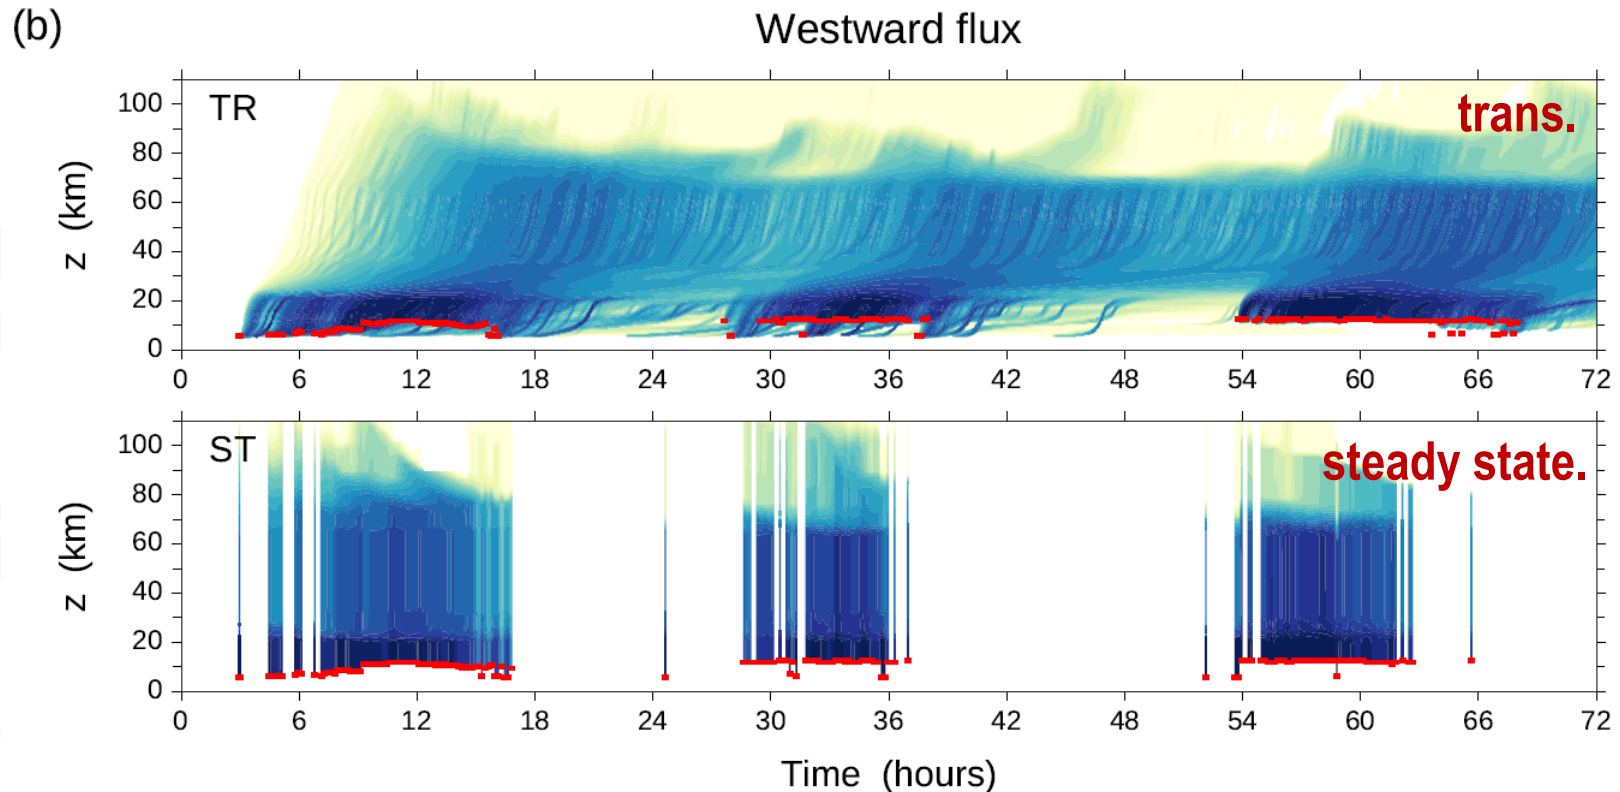 (b)
Westward flux
TR
trans.
z (km)
100
80
60
40
20
0
0 6 12 18 24 30 36 42 48 54 60 66 72
ST
steady state.
z (km)
100
80
60
40
20
0
0 6 12 18 24 30 36 42 48 54 60 66 72
Time (hours)